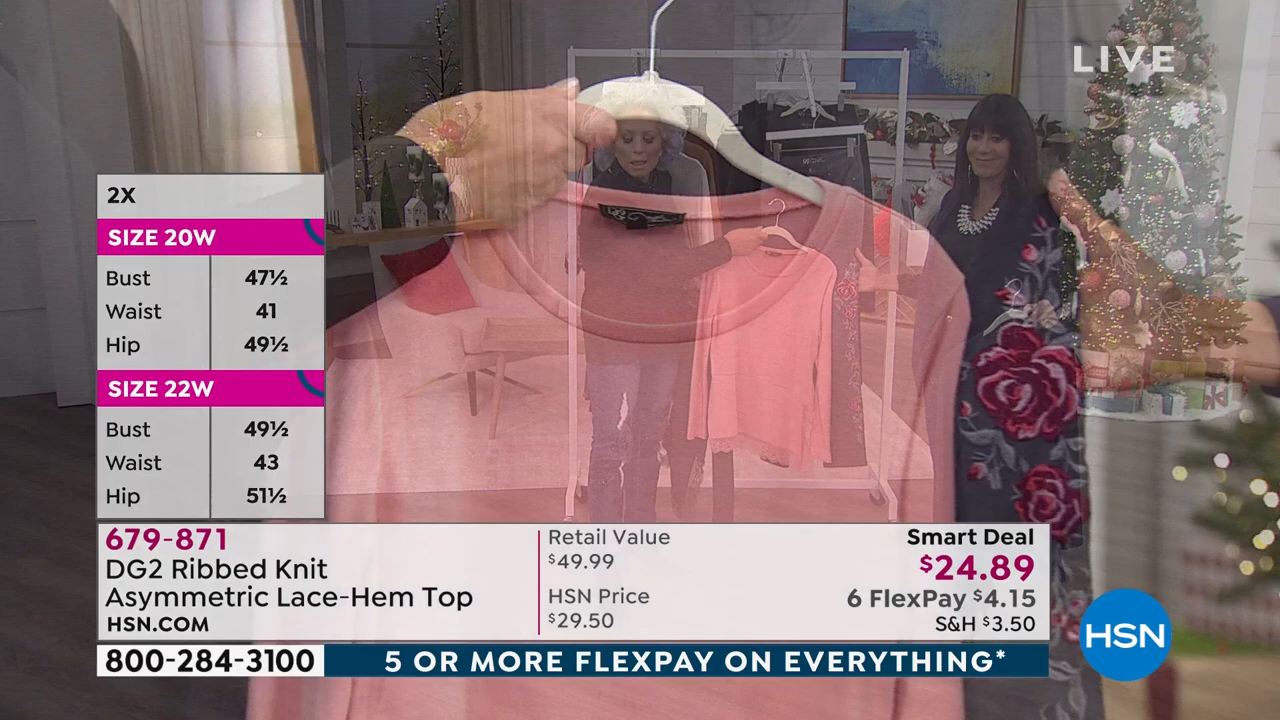 LIVE
2X
SIZE 20W
Bust 47½
Waist 41
Hip 49½
SIZE 22W
Bust 49½
Waist 43
Hip 51½
679-871
DG2 Ribbed Knit
Asymmetric Lace-Hem Top
HSN.COM
Retail Value
$49.99
HSN Price
$29.50
Smart Deal
$24.89
6 FlexPay $4.15
S&H $3.50
HSN
800-284-3100
5 OR MORE FLEXPAY ON EVERYTHING*